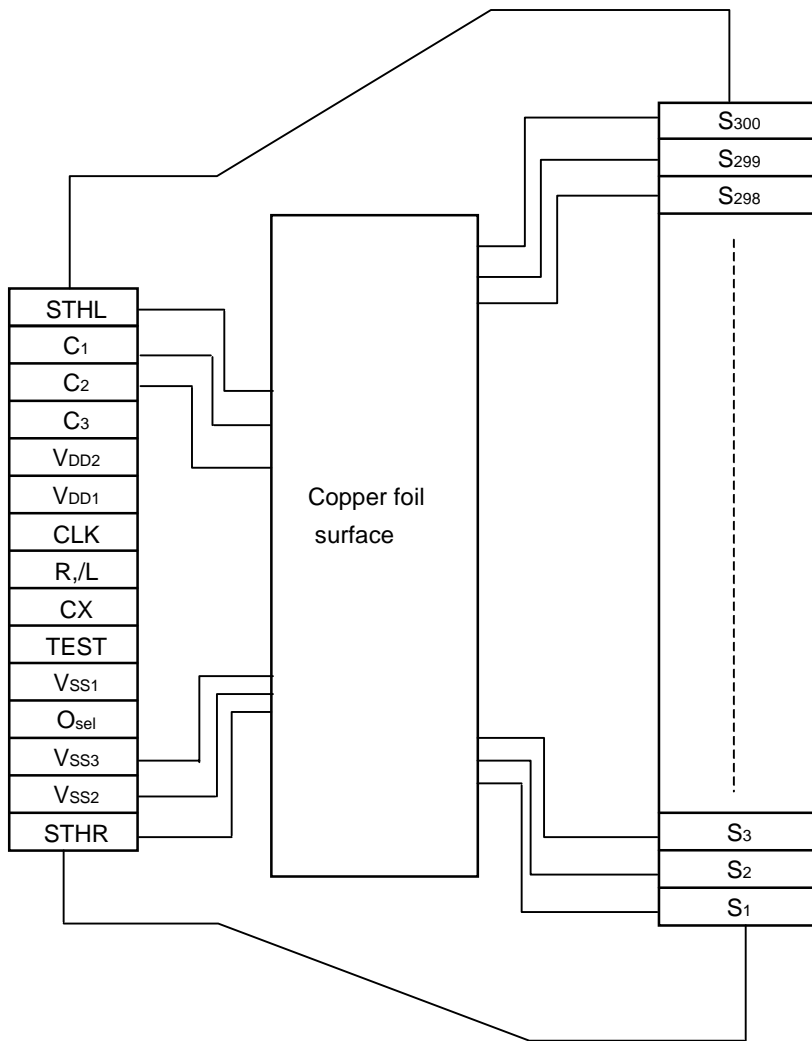 S300
S299
S298
STHL
C1
C2
C3
VDD2
VDD1
CLK
R,/L
CX
TEST
VSS1
Osel
VSS3
VSS2
STHR
Copper foil
surface
S3
S2
S1